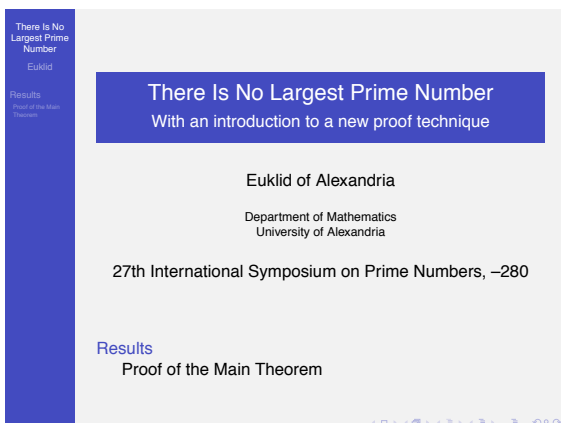 There Is No
Largest Prime
Number
Euklid
Results
Proof of the Main
Theorem
There Is No Largest Prime Number
With an introduction to a new proof technique
Euklid of Alexandria
Department of Mathematics
University of Alexandria
27th International Symposium on Prime Numbers, –280
Results
Proof of the Main Theorem